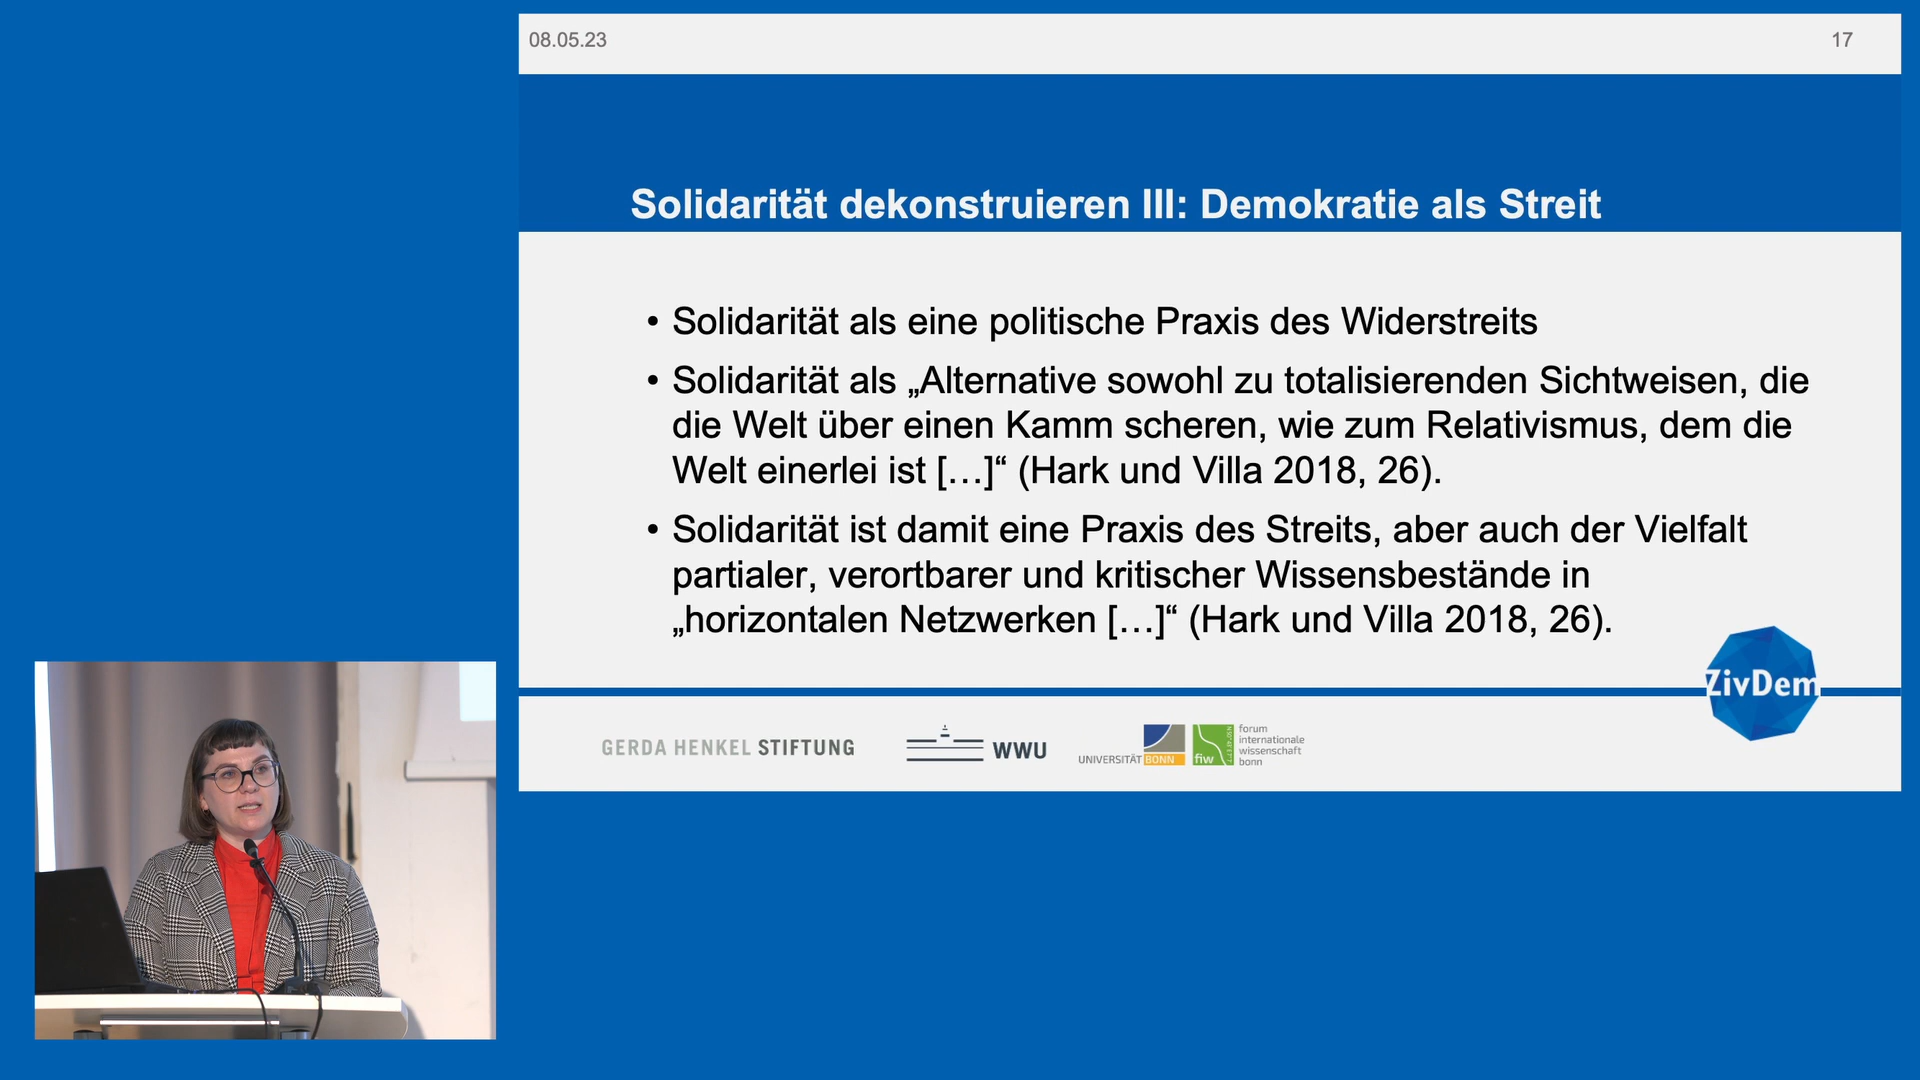 08.05.23
17
Solidarität dekonstruieren III: Demokratie als Streit
• Solidarität als eine politische Praxis des Widerstreits
• Solidarität als „Alternative sowohl zu totalisierenden Sichtweisen, die
die Welt über einen Kamm scheren, wie zum Relativismus, dem die
Welt einerlei ist […]“ (Hark und Villa 2018, 26).
• Solidarität ist damit eine Praxis des Streits, aber auch der Vielfalt
partialer, verortbarer und kritischer Wissensbestände in
„horizontalen Netzwerken […]“ (Hark und Villa 2018, 26).
ZivDem
GERDA HENKEL STIFTUNG
WWU
UNIVERSITÄT BONN
fiw
forum
internationale
wissenschaft
bonn